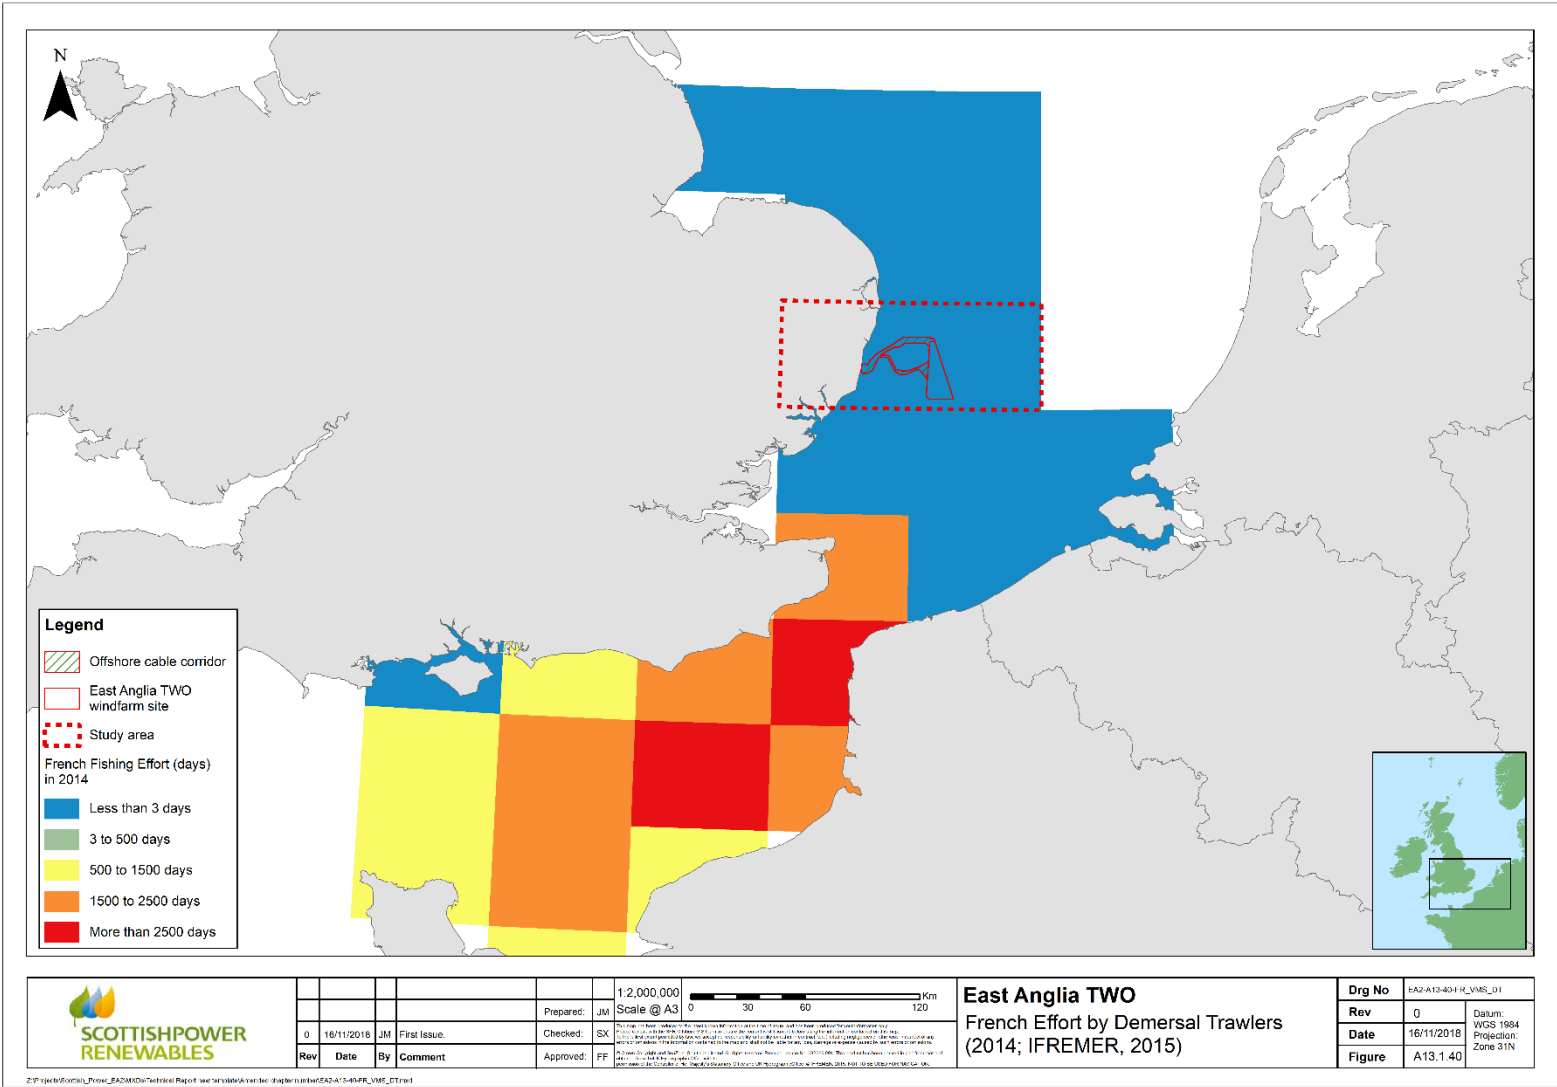 N
Legend
Offshore cable corridor
East Anglia TWO
windfarm site
Study area
French Fishing Effort (days)
in 2014
Less than 3 days
3 to 500 days
500 to 1500 days
1500 to 2500 days
More than 2500 days
SCOTTISHPOWER
RENEWABLES
0 16/11/2018 JM First Issue.
Rev Date By Comment
Prepared: JM
Checked: SX
Approved: FF
1:2,000,000
Scale @ A3
Km
0 30 60 120
East Anglia TWO
French Effort by Demersal Trawlers
(2014; IFREMER, 2015)
Drg No EA2-A13-40-FR_VMS_DT
Rev 0
Date 16/11/2018
Figure A13.1.40
Datum:
WGS 1984
Projection:
Zone 31N